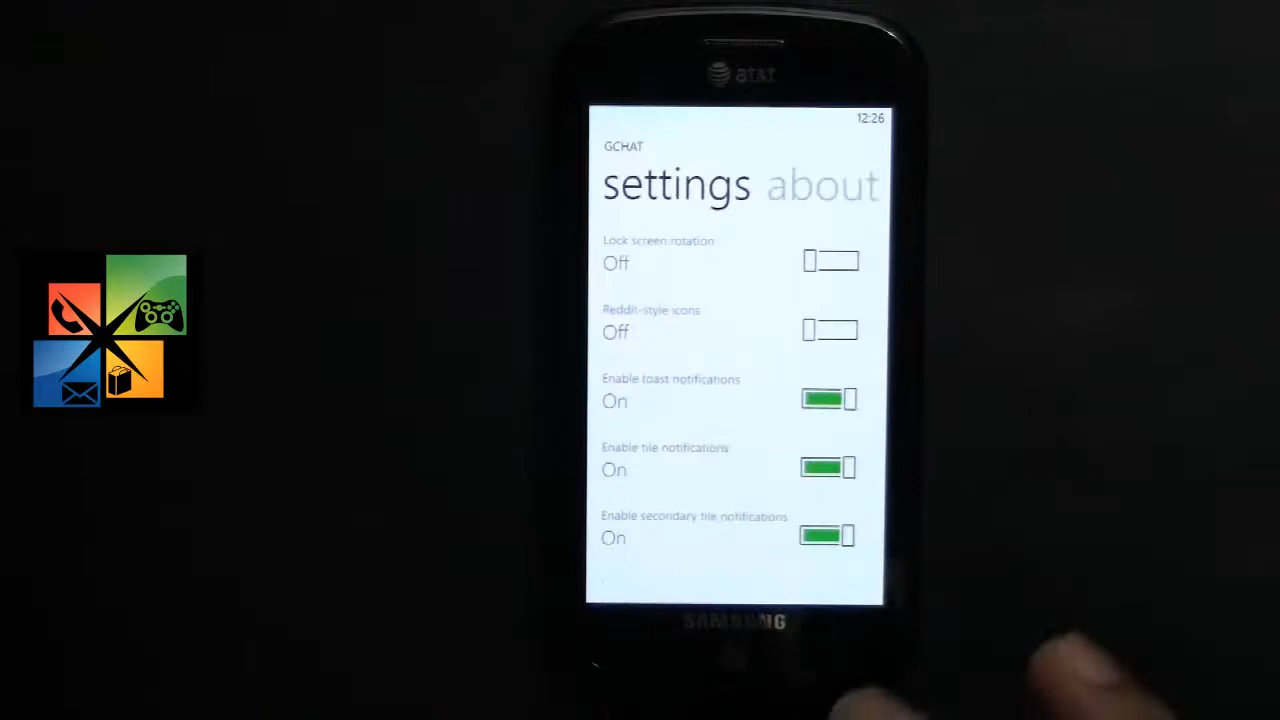 at&t
12:26
GCHAT
settings about
Lock screen rotation
Off
Reddit-style icons
Off
Enable toast notifications
On
Enable tile notifications
On
Enable secondary tile notifications
On
SAMSUNG